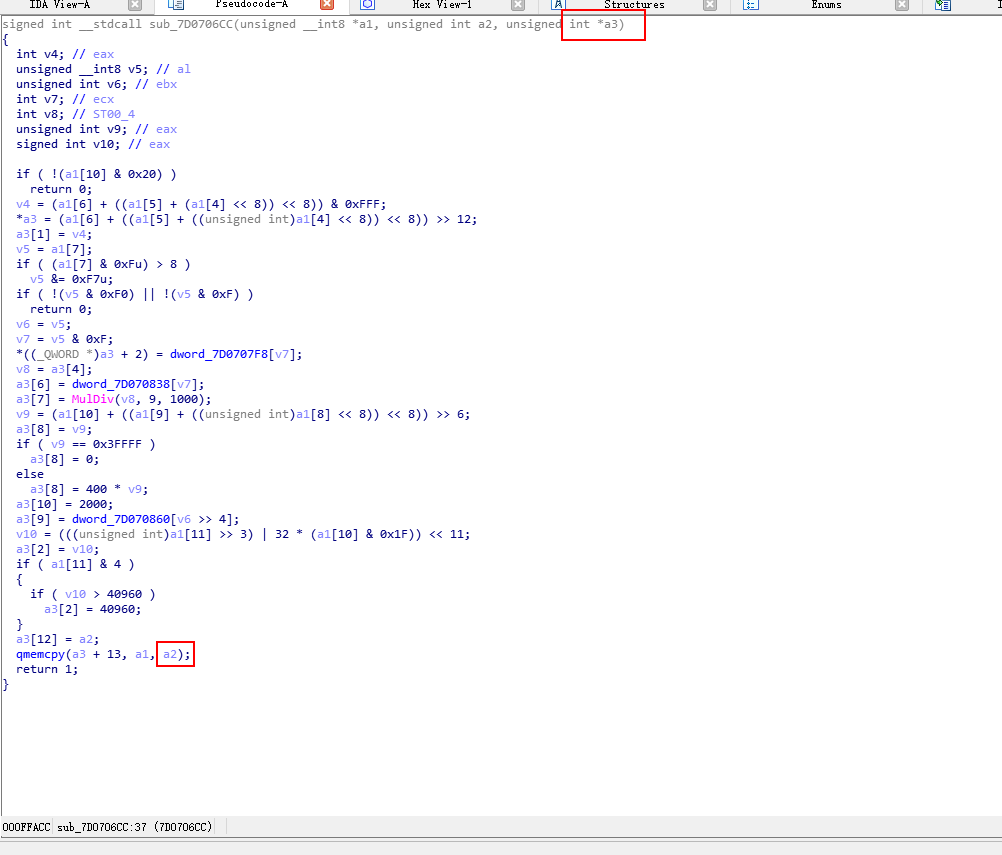 IDA View-A Pseudocode-A Hex View-1 Structures Enums
signed int __stdcall sub_7D0706CC(unsigned __int8 *a1, unsigned int a2, unsigned int *a3)
{
  int v4; // eax
  unsigned __int8 v5; // al
  unsigned int v6; // ebx
  int v7; // ecx
  int v8; // ST00_4
  unsigned int v9; // eax
  signed int v10; // eax
  if ( !(a1[10] & 0x20) )
    return 0;
  v4 = (a1[6] + ((a1[5] + (a1[4] << 8)) << 8)) & 0xFFF;
  *a3 = (a1[6] + ((a1[5] + ((unsigned int)a1[4] << 8)) << 8)) >> 12;
  a3[1] = v4;
  v5 = a1[7];
  if ( (a1[7] & 0xFu) > 8 )
    v5 &= 0xF7u;
  if ( !(v5 & 0xF0) || !(v5 & 0xF) )
    return 0;
  v6 = v5;
  v7 = v5 & 0xF;
  *((_QWORD *)a3 + 2) = dword_7D0707F8[v7];
  v8 = a3[4];
  a3[6] = dword_7D070838[v7];
  a3[7] = MulDiv(v8, 9, 1000);
  v9 = (a1[10] + ((a1[9] + ((unsigned int)a1[8] << 8)) << 8)) >> 6;
  a3[8] = v9;
  if ( v9 == 0x3FFFF )
    a3[8] = 0;
  else
    a3[8] = 400 * v9;
  a3[10] = 2000;
  a3[9] = dword_7D070860[v6 >> 4];
  v10 = (((unsigned int)a1[11] >> 3) | 32 * (a1[10] & 0x1F)) << 11;
  a3[2] = v10;
  if ( a1[11] & 4 )
  {
    if ( v10 > 40960 )
      a3[2] = 40960;
  }
  a3[12] = a2;
  qmemcpy(a3 + 13, a1, a2);
  return 1;
}
000FFACC sub_7D0706CC:37 (7D0706CC)